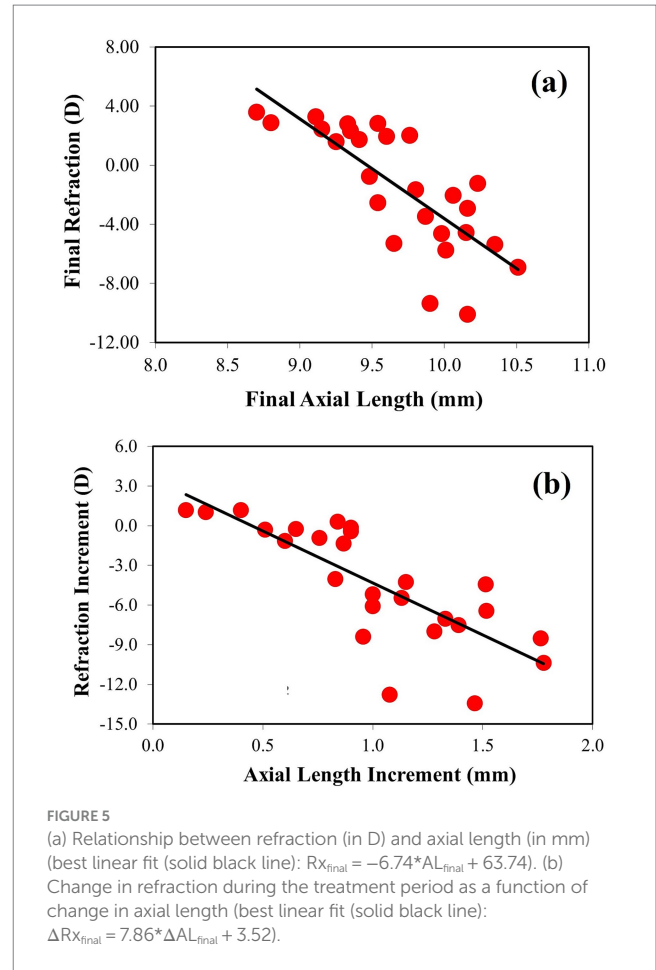 8.00
(a)
4.00
0.00
-4.00
-8.00
-12.00
Final Refraction (D)
8.0 8.5 9.0 9.5 10.0 10.5 11.0
Final Axial Length (mm)
6.0
(b)
3.0
0.0
-3.0
-6.0
-9.0
-12.0
-15.0
Refraction Increment (D)
0.0 0.5 1.0 1.5 2.0
Axial Length Increment (mm)
FIGURE 5
(a) Relationship between refraction (in D) and axial length (in mm)
(best linear fit (solid black line): Rxfinal = −6.74*ALfinal + 63.74). (b)
Change in refraction during the treatment period as a function of
change in axial length (best linear fit (solid black line):
ΔRxfinal = 7.86*ΔALfinal + 3.52).